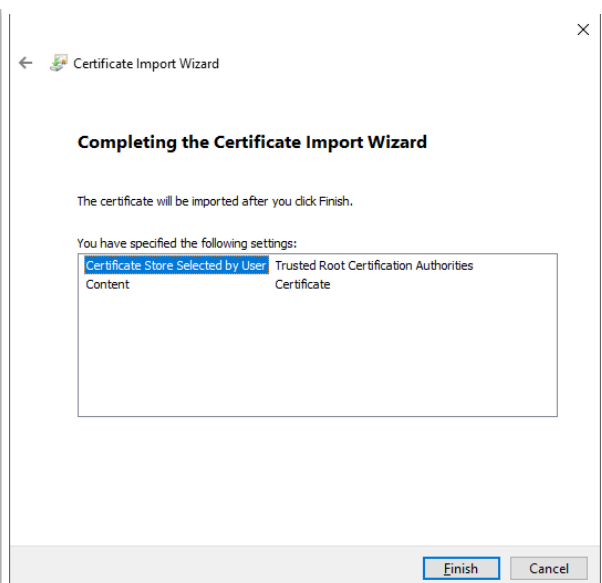 Certificate Import Wizard
Completing the Certificate Import Wizard
The certificate will be imported after you click Finish.
You have specified the following settings:
Certificate Store Selected by User Trusted Root Certification Authorities
Content Certificate
Finish Cancel